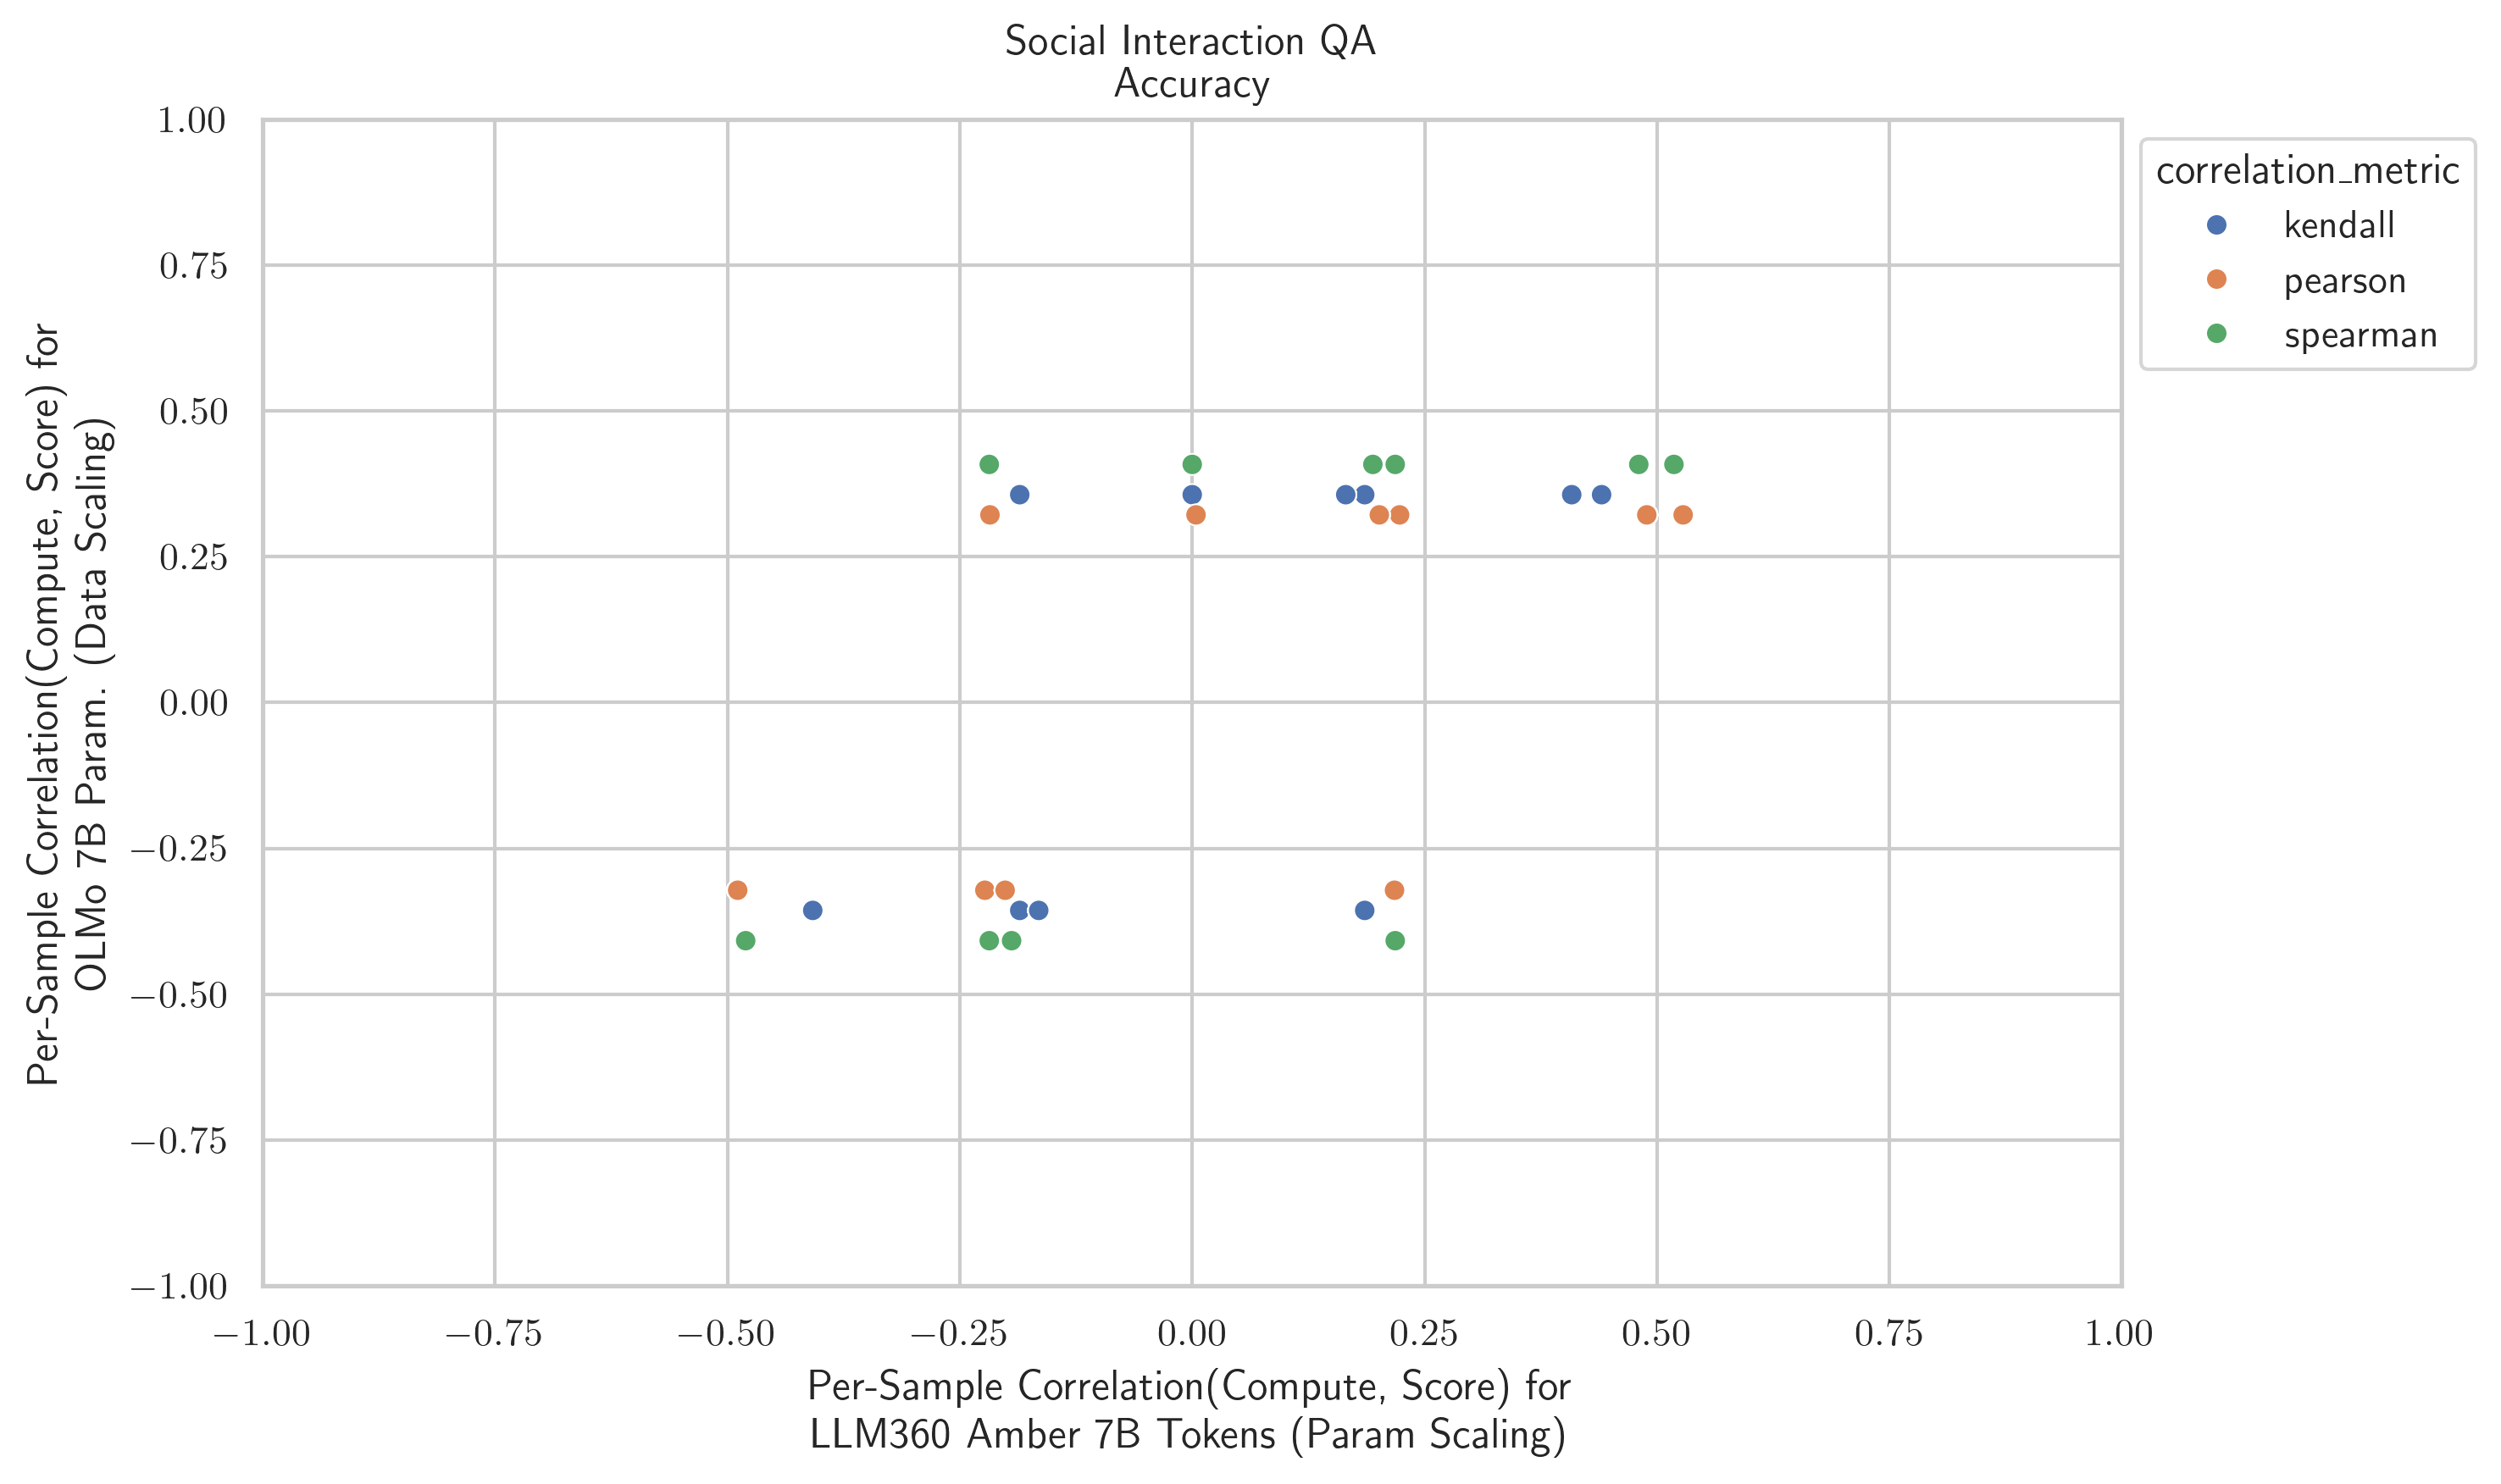 Social Interaction QA
Accuracy
1.00
0.75
0.50
0.25
0.00
−0.25
−0.50
−0.75
−1.00
Per-Sample Correlation(Compute, Score) for
OLMo 7B Param. (Data Scaling)
correlation_metric
kendall
pearson
spearman
−1.00
−0.75
−0.50
−0.25
0.00
0.25
0.50
0.75
1.00
Per-Sample Correlation(Compute, Score) for
LLM360 Amber 7B Tokens (Param Scaling)